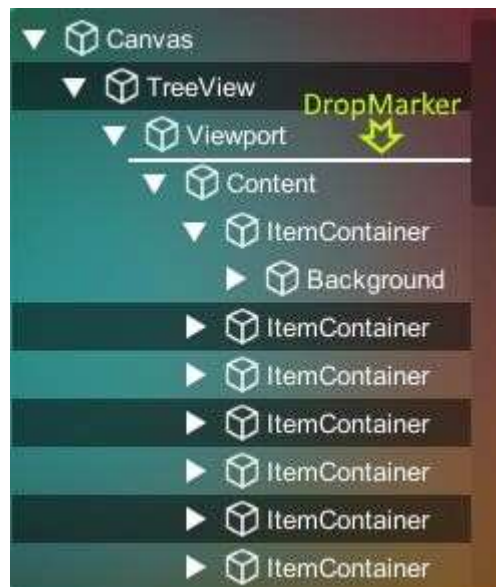 Canvas
TreeView
DropMarker
Viewport
Content
ItemContainer
Background
ItemContainer
ItemContainer
ItemContainer
ItemContainer
ItemContainer
ItemContainer